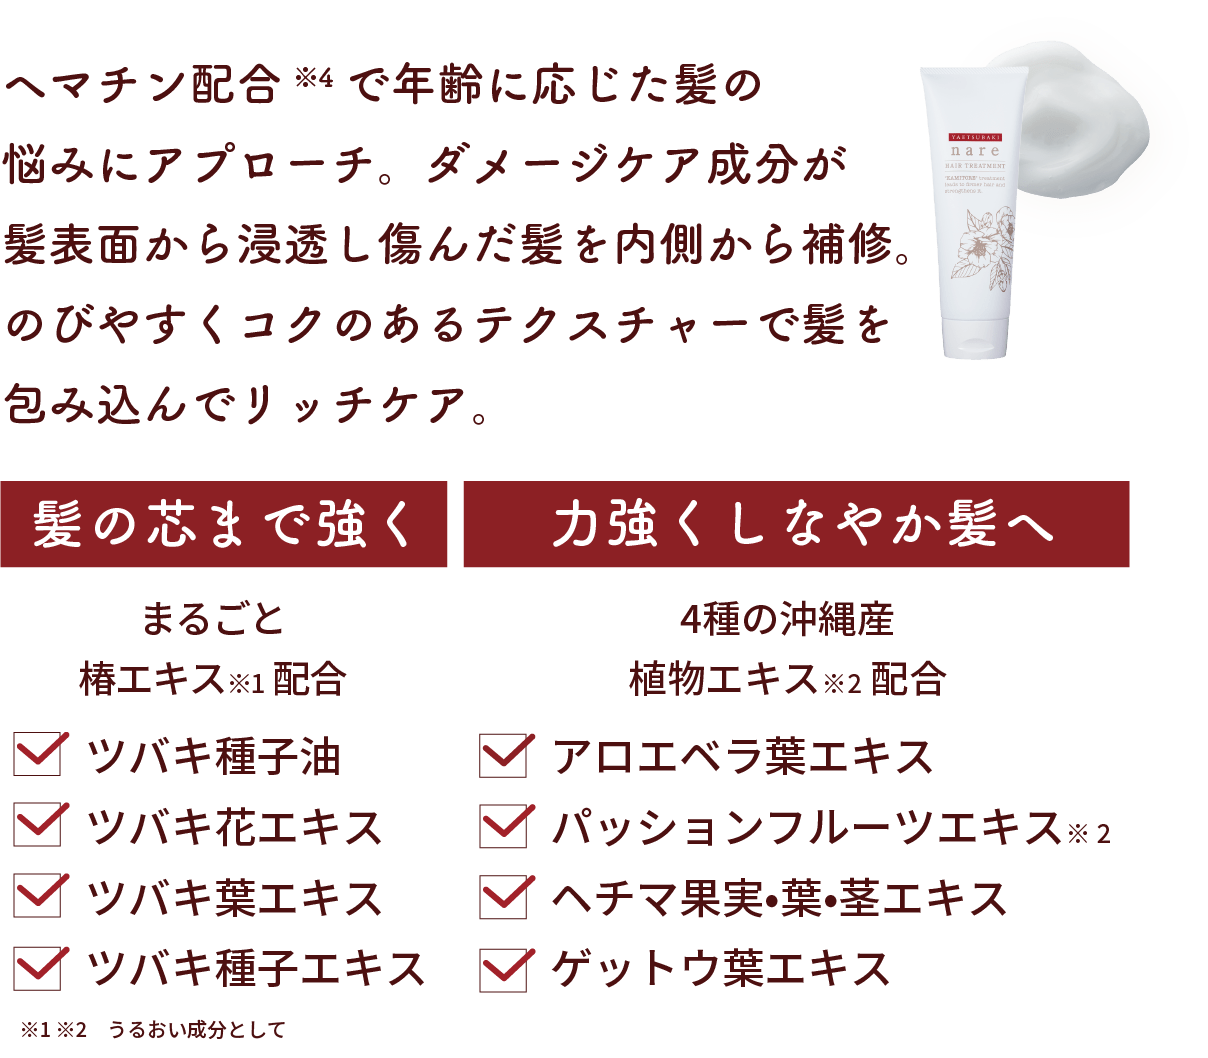 ヘマチン配合※4で年齢に応じた髪の
悩みにアプローチ。ダメージケア成分が
髪表面から浸透し傷んだ髪を内側から補修。
のびやすくコクのあるテクスチャーで髪を
包み込んでリッチケア。
YAETSUBAKI
nare
HAIR TREATMENT
髪の芯まで強く
まるごと
椿エキス※1配合
ツバキ種子油
ツバキ花エキス
ツバキ葉エキス
ツバキ種子エキス
力強くしなやか髪へ
4種の沖縄産
植物エキス※2配合
アロエベラ葉エキス
パッションフルーツエキス※2
ヘチマ果実・葉・茎エキス
ゲットウ葉エキス
※1 ※2　うるおい成分として